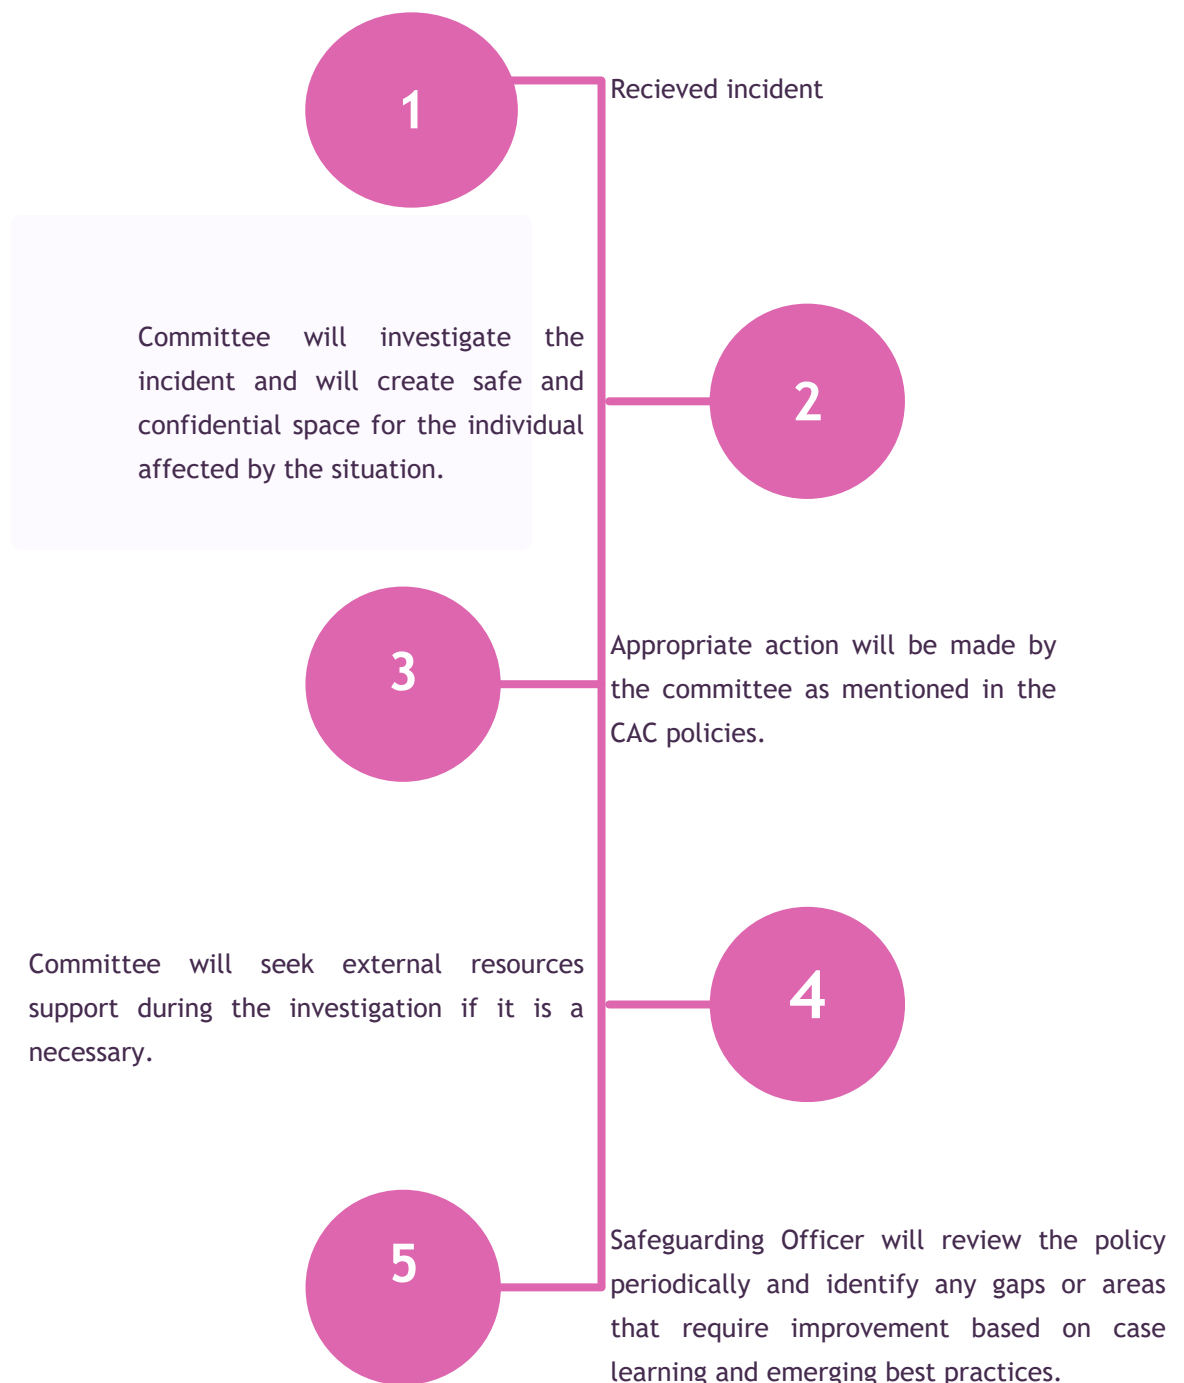 1
Recieved incident
Committee will investigate the
incident and will create safe and
confidential space for the individual
affected by the situation.
2
3
Appropriate action will be made by
the committee as mentioned in the
CAC policies.
Committee will seek external resources
support during the investigation if it is a
necessary.
4
5
Safeguarding Officer will review the policy
periodically and identify any gaps or areas
that require improvement based on case
learning and emerging best practices.